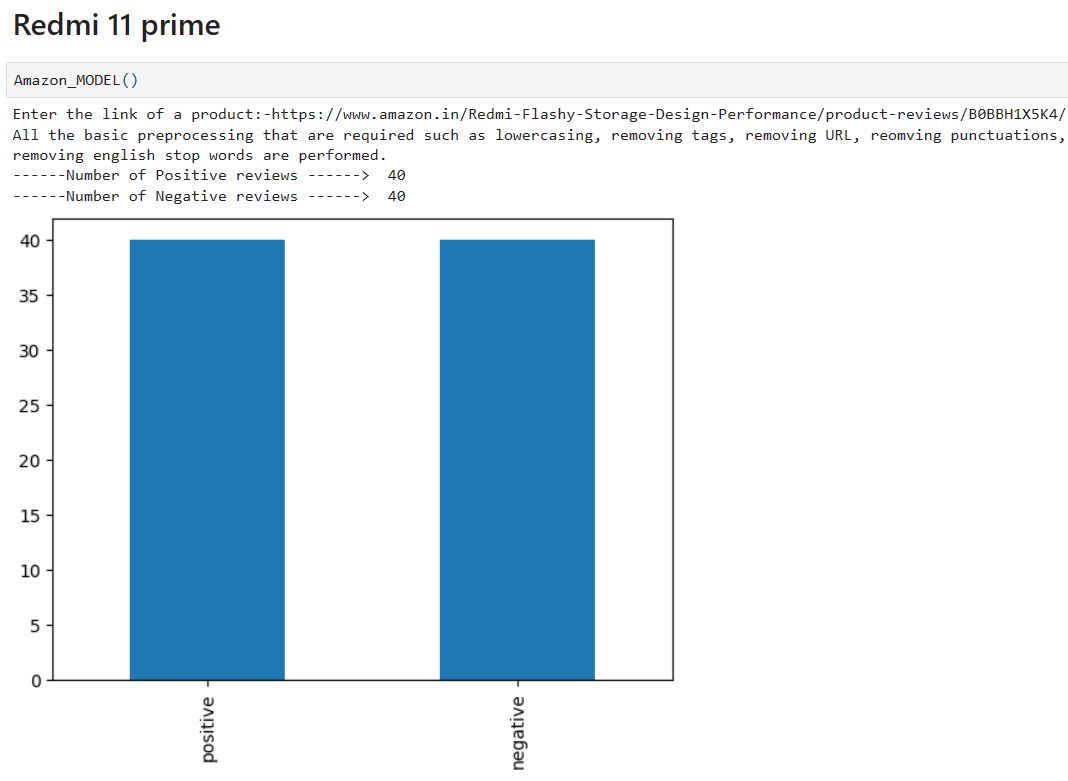 Redmi 11 prime
Amazon_MODEL()
Enter the link of a product:-https://www.amazon.in/Redmi-Flashy-Storage-Design-Performance/product-reviews/B0BBH1X5K4/
All the basic preprocessing that are required such as lowercasing, removing tags, removing URL, reomving punctuations,
removing english stop words are performed.
------Number of Positive reviews ------>  40
------Number of Negative reviews ------>  40
40
35
30
25
20
15
10
5
0
positive
negative